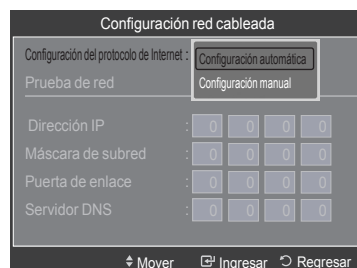 Configuración red cableada
Configuración del protocolo de Internet : Configuración automática
Configuración manual
Prueba de red
Dirección IP : 0 0 0 0
Máscara de subred : 0 0 0 0
Puerta de enlace : 0 0 0 0
Servidor DNS : 0 0 0 0
Mover Ingresar Regresar